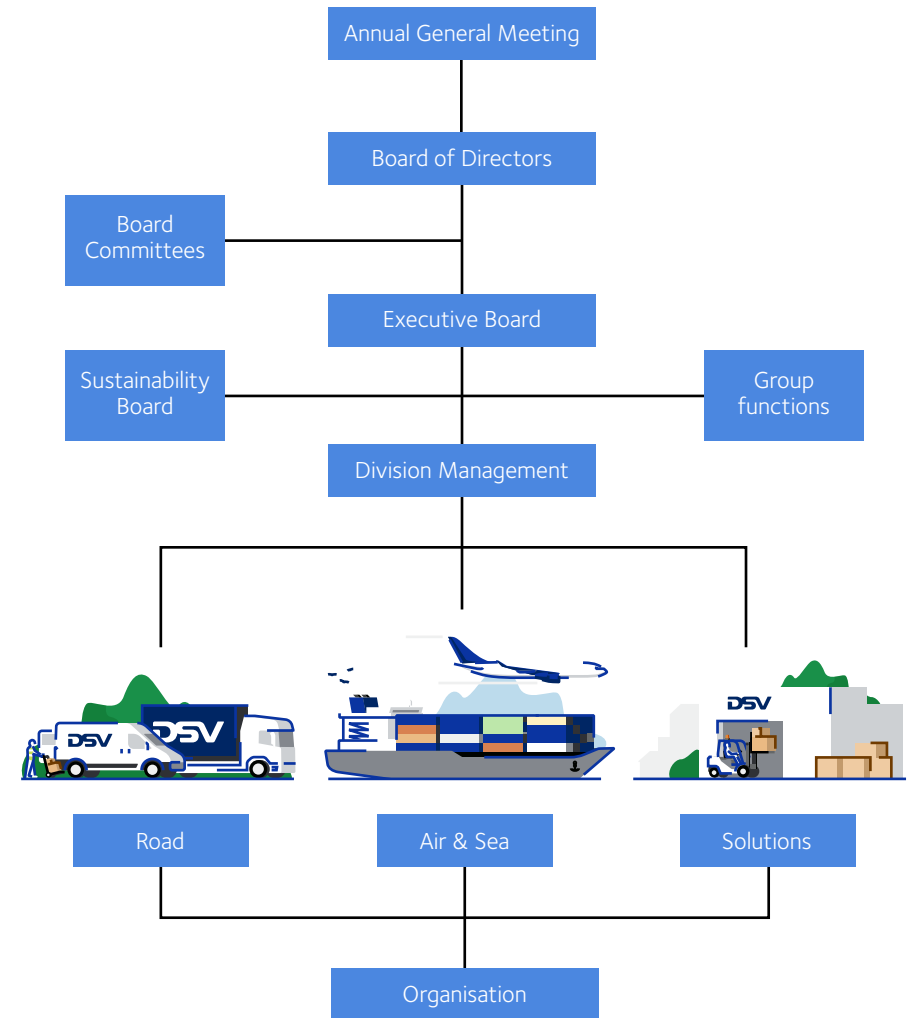 Annual General Meeting
Board of Directors
Board
Committees
Executive Board
Sustainability
Board
Group
functions
Division Management
DSV
DSV
DSV
Road
Air & Sea
Solutions
Organisation